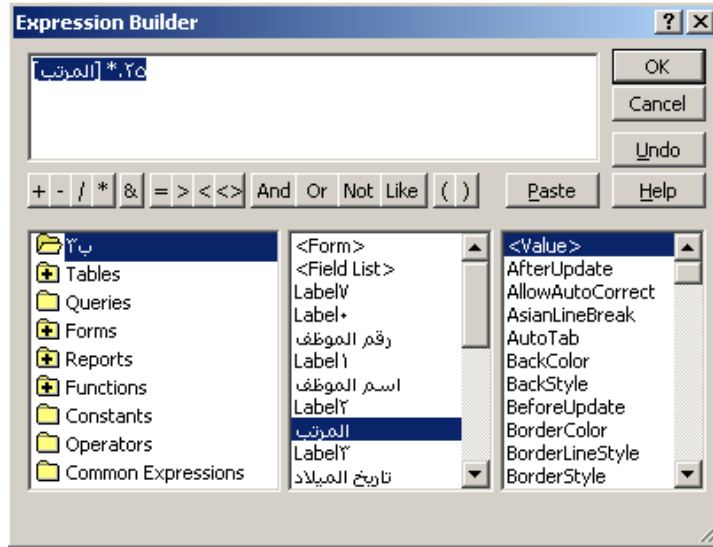 Expression Builder
[المرتب] *.٢٥
OK
Cancel
Undo
+ - / * & = > < <> And Or Not Like ( ) Paste Help
ب٢
Tables
Queries
Forms
Reports
Functions
Constants
Operators
Common Expressions
<Form>
<Field List>
Label٧
Label٠
رقم الموظف
Label١
اسم الموظف
Label٢
المرتب
Label٣
تاريخ الميلاد
<Value>
AfterUpdate
AllowAutoCorrect
AsianLineBreak
AutoTab
BackColor
BackStyle
BeforeUpdate
BorderColor
BorderLineStyle
BorderStyle